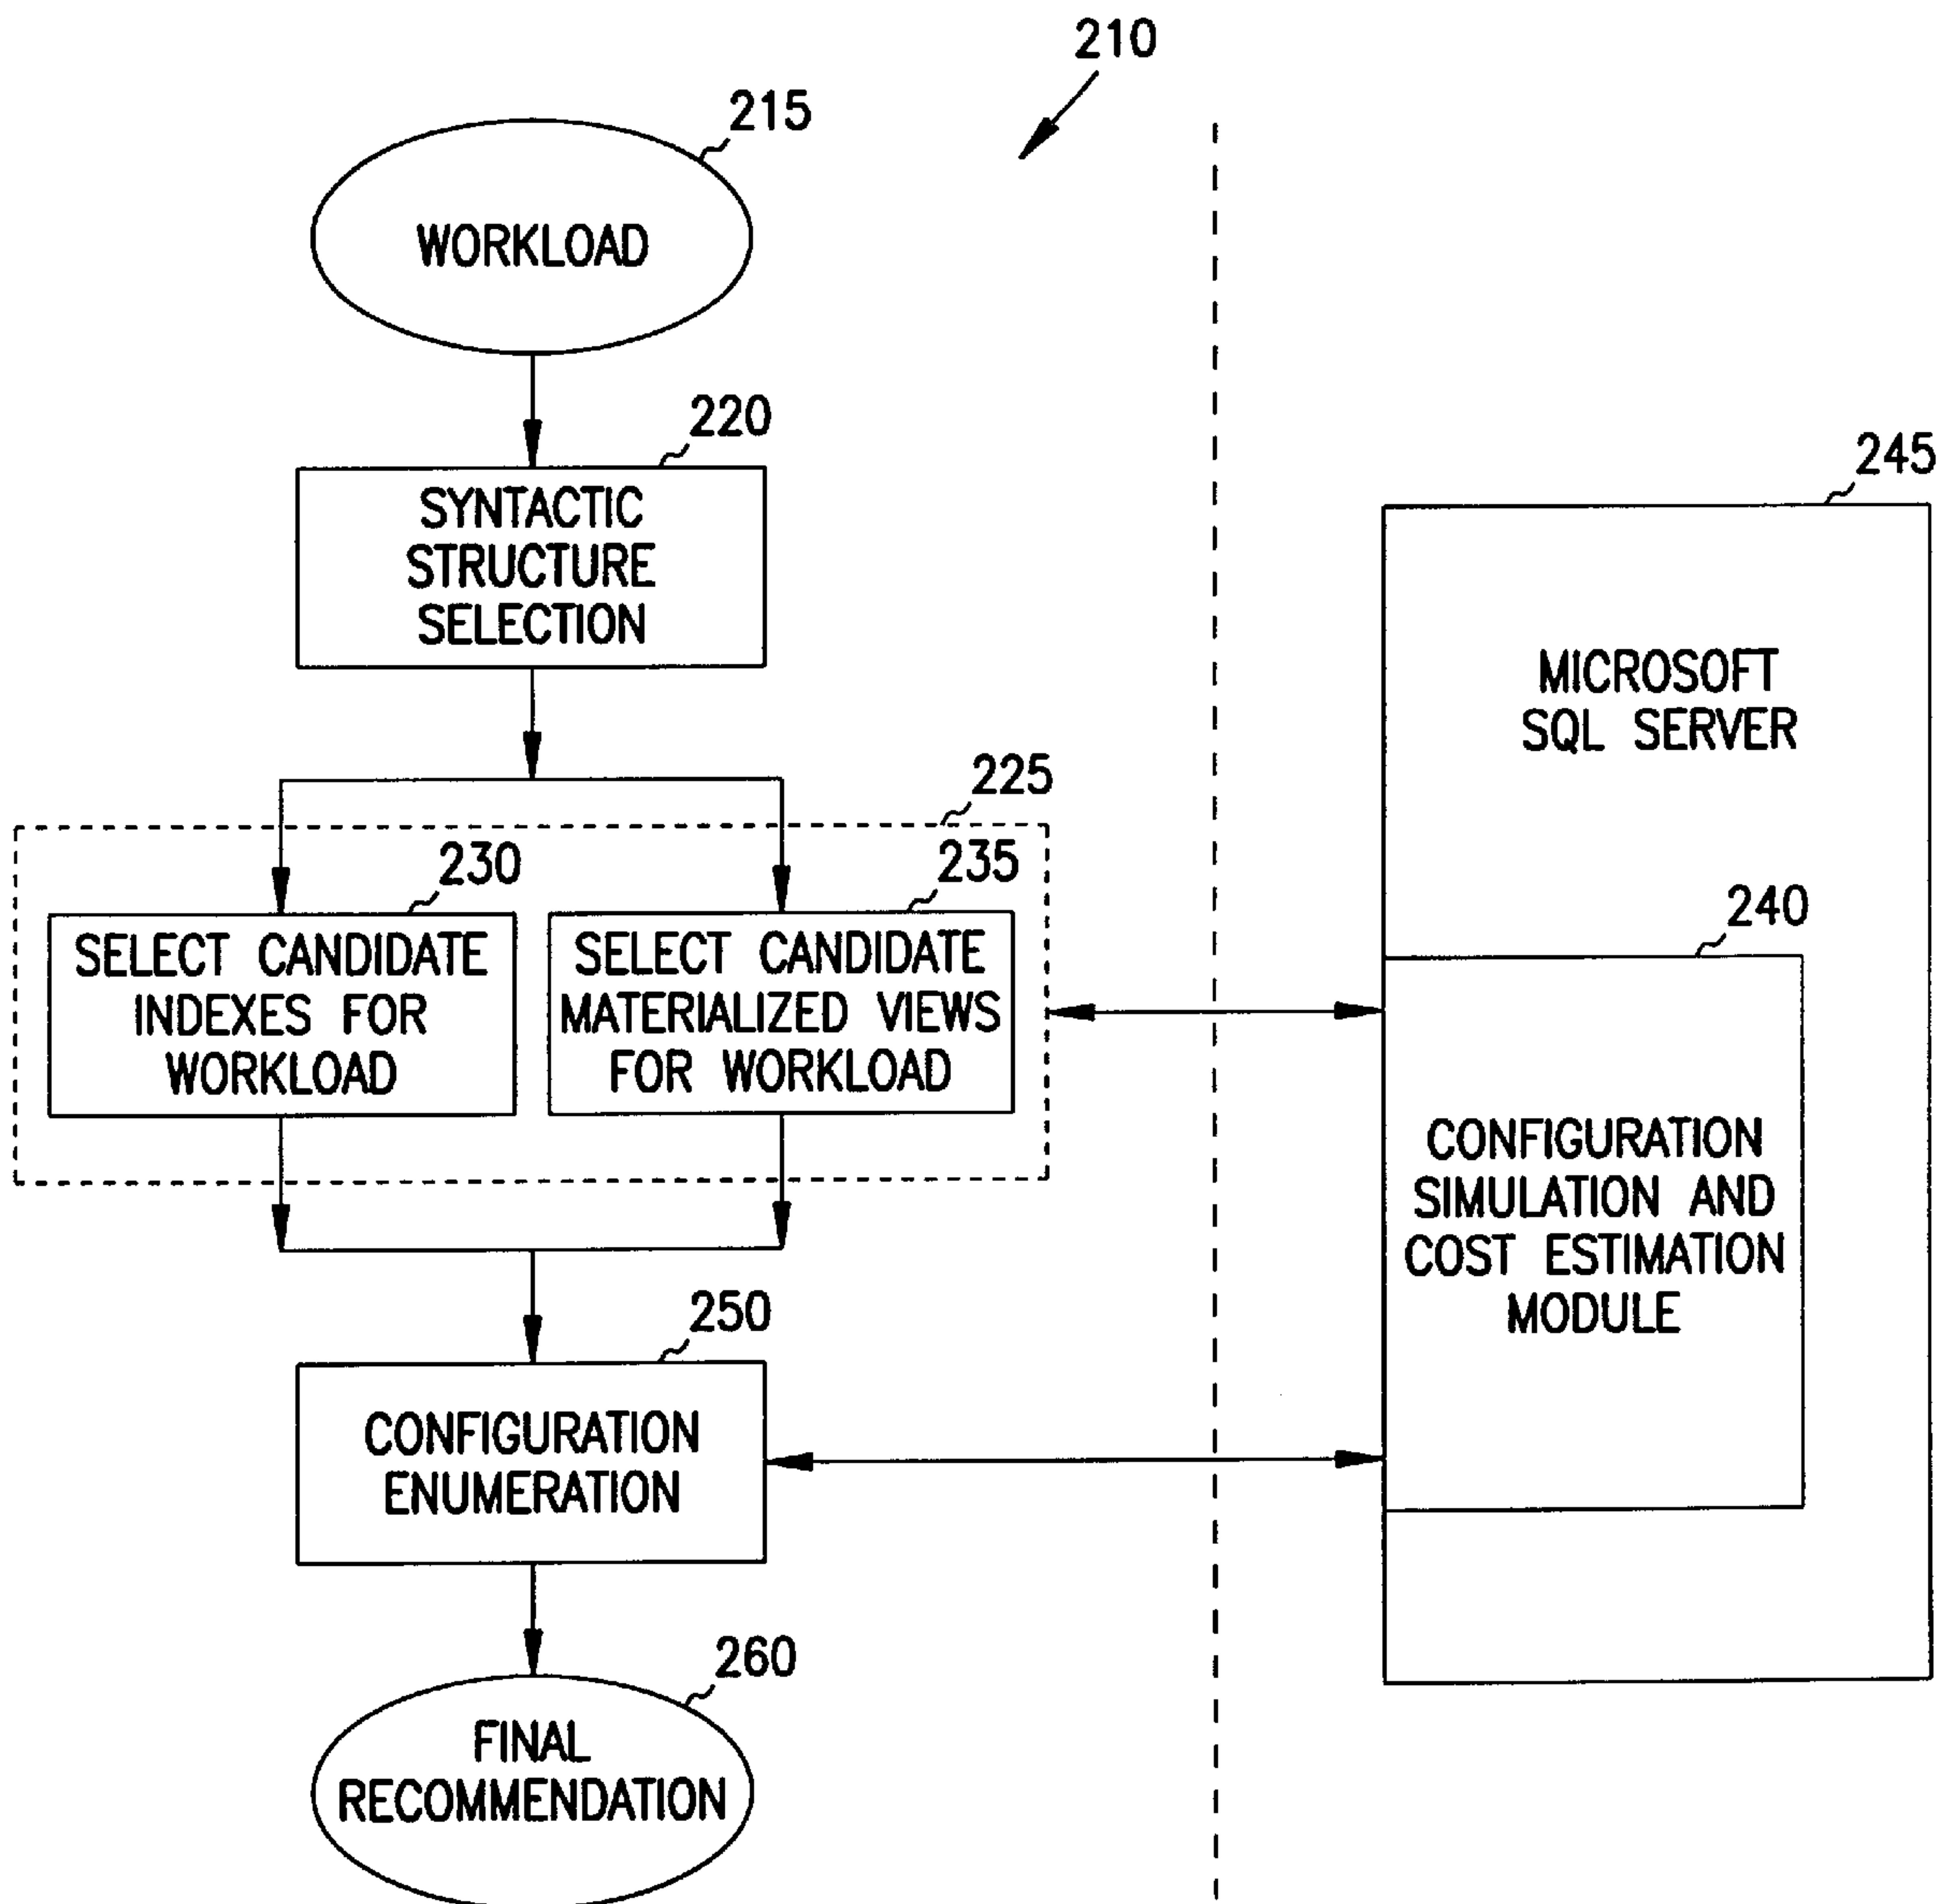 210
215
WORKLOAD
220
SYNTACTIC
STRUCTURE
SELECTION
225
230
SELECT CANDIDATE
INDEXES FOR
WORKLOAD
235
SELECT CANDIDATE
MATERIALIZED VIEWS
FOR WORKLOAD
245
MICROSOFT
SQL SERVER
240
CONFIGURATION
SIMULATION AND
COST ESTIMATION
MODULE
250
CONFIGURATION
ENUMERATION
260
FINAL
RECOMMENDATION